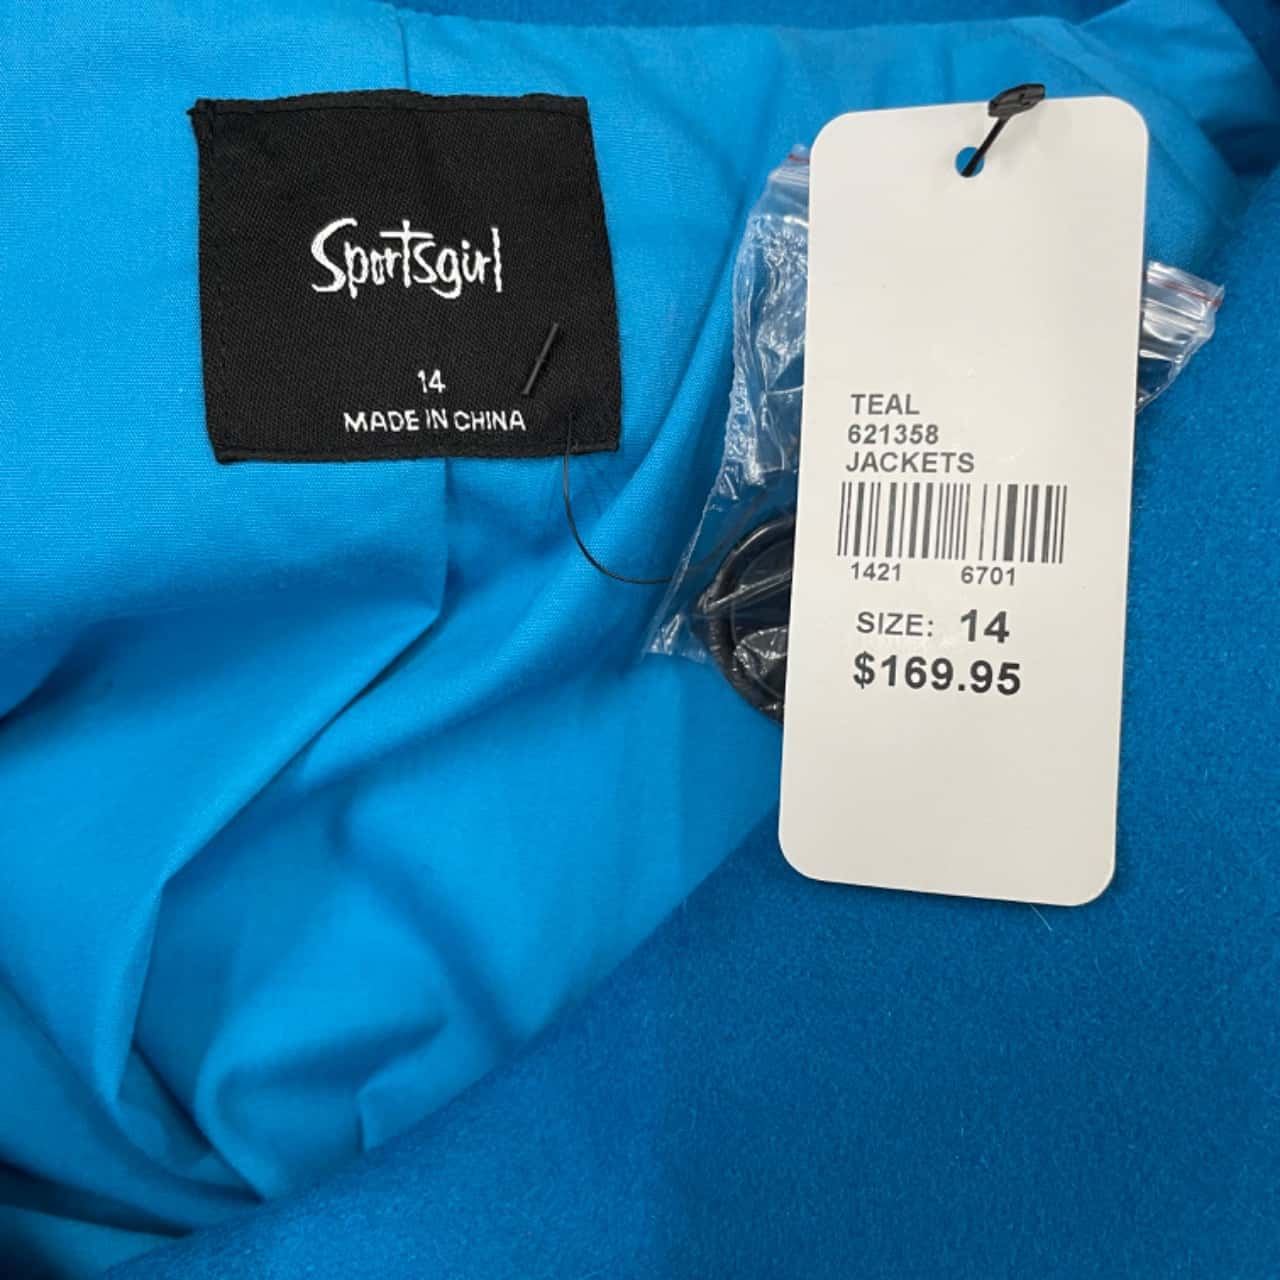 Sportsgirl
14
MADE IN CHINA
TEAL
621358
JACKETS
1421 6701
SIZE: 14
$169.95